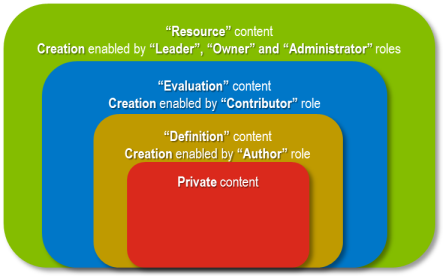 “Resource” content
Creation enabled by “Leader”, “Owner” and “Administrator” roles
“Evaluation” content
Creation enabled by “Contributor” role
“Definition” content
Creation enabled by “Author” role
Private content